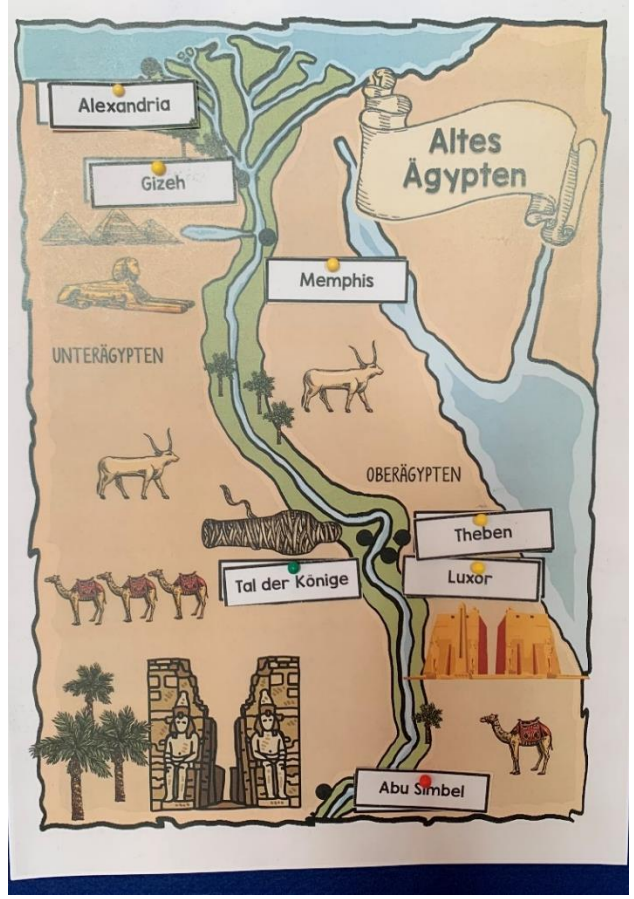 Altes
Ägypten
Alexandria
Gizeh
Memphis
UNTERÄGYPTEN
OBERÄGYPTEN
Theben
Tal der Könige
Luxor
Abu Simbel